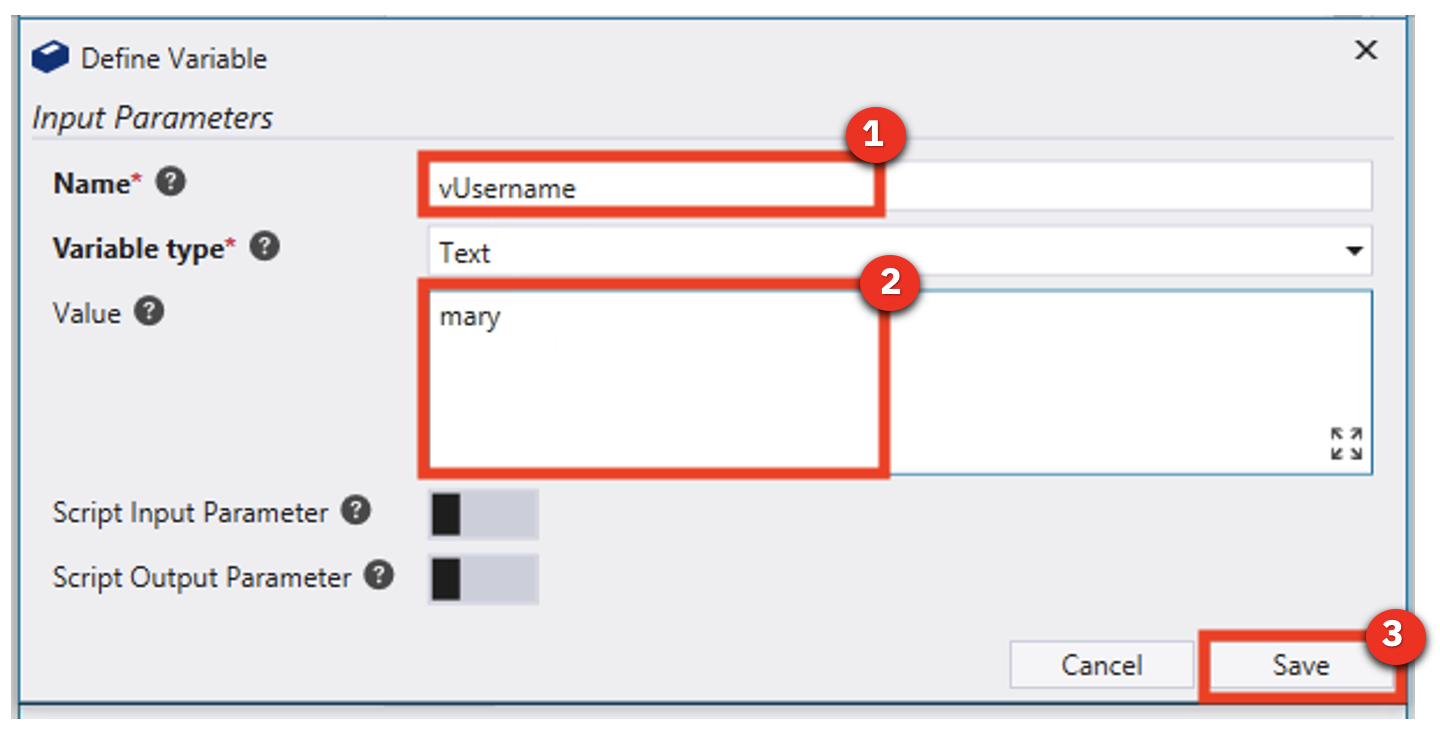 Define Variable
Input Parameters
1
Name* ?
vUsername
Variable type* ?
Text
2
Value ?
mary
Script Input Parameter ?
Script Output Parameter ?
3
Cancel
Save